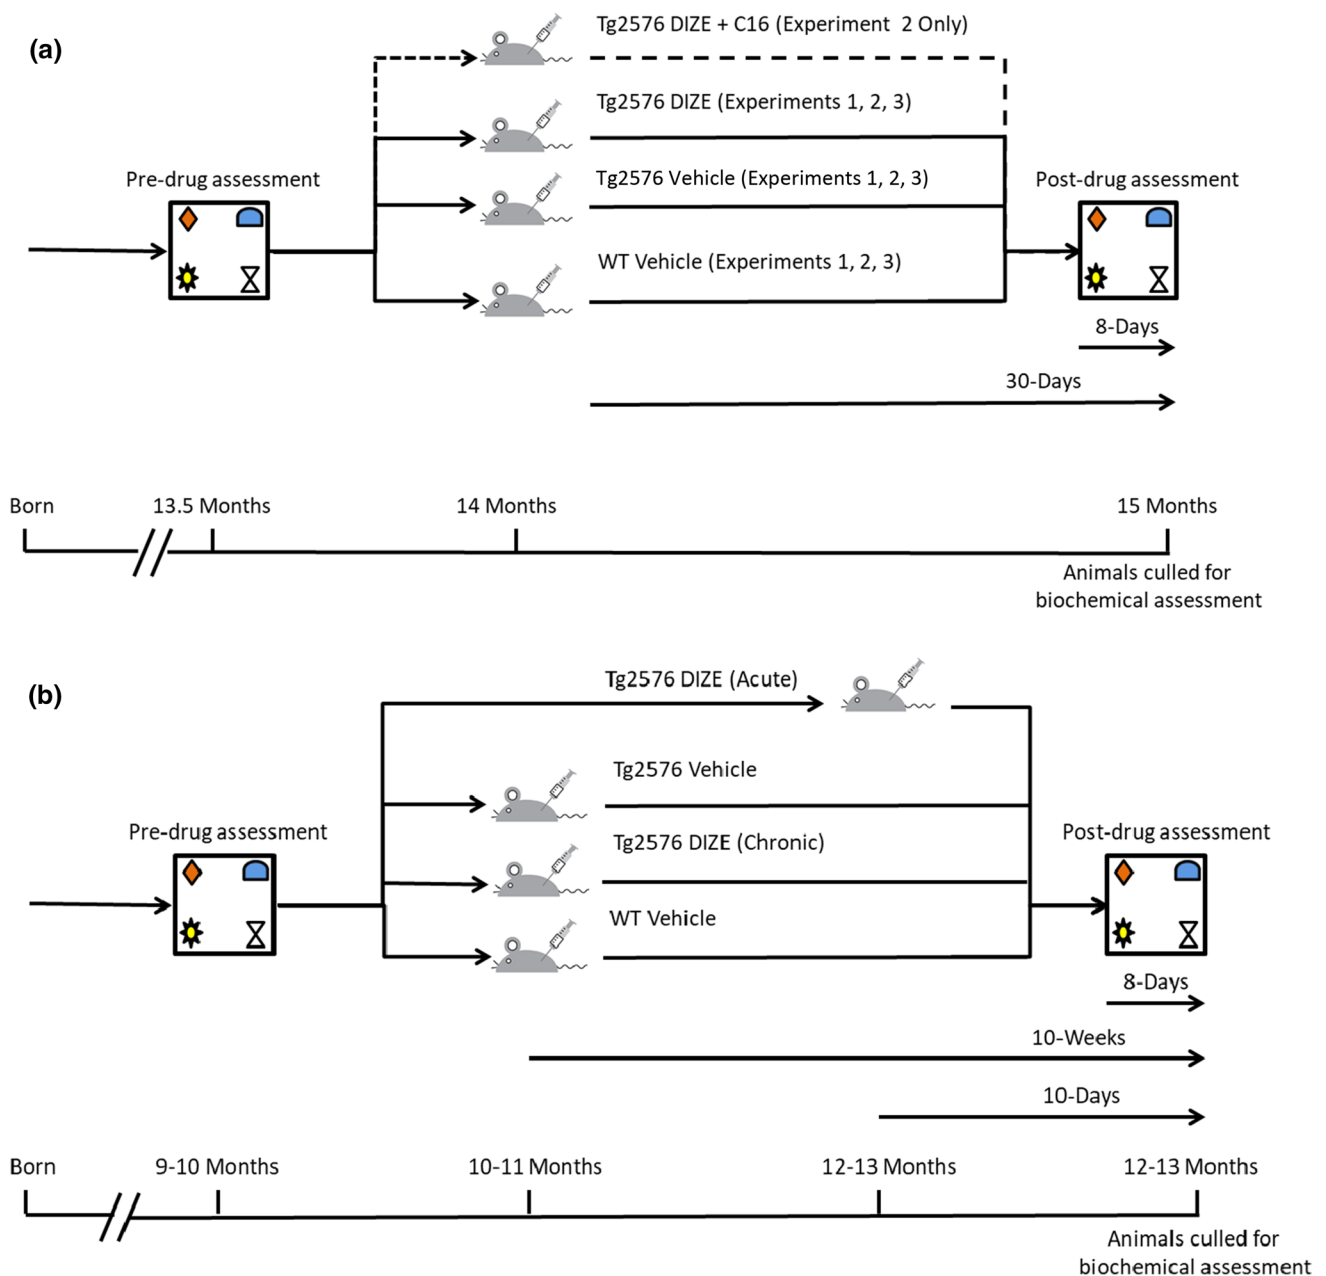 (a)
Tg2576 DIZE + C16 (Experiment 2 Only)
Tg2576 DIZE (Experiments 1, 2, 3)
Pre-drug assessment
Tg2576 Vehicle (Experiments 1, 2, 3)
Post-drug assessment
WT Vehicle (Experiments 1, 2, 3)
8-Days
30-Days
Born
13.5 Months
14 Months
15 Months
Animals culled for
biochemical assessment
(b)
Tg2576 DIZE (Acute)
Tg2576 Vehicle
Pre-drug assessment
Tg2576 DIZE (Chronic)
Post-drug assessment
WT Vehicle
8-Days
10-Weeks
10-Days
Born
9-10 Months
10-11 Months
12-13 Months
12-13 Months
Animals culled for
biochemical assessment